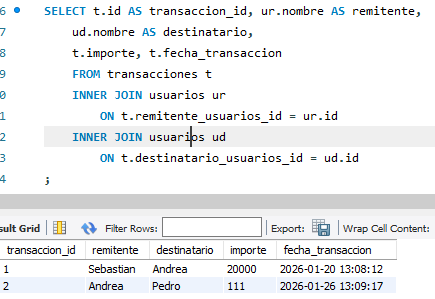 6 SELECT t.id AS transaccion_id, ur.nombre AS remitente,
7 ud.nombre AS destinatario,
8 t.importe, t.fecha_transaccion
9 FROM transacciones t
0 INNER JOIN usuarios ur
1 ON t.remitente_usuarios_id = ur.id
2 INNER JOIN usuarios ud
3 ON t.destinatario_usuarios_id = ud.id
4 ;
sult Grid Filter Rows: Export: Wrap Cell Content:
transaccion_id remitente destinatario importe fecha_transaccion
1 Sebastian Andrea 20000 2026-01-20 13:08:12
2 Andrea Pedro 111 2026-01-26 13:09:17